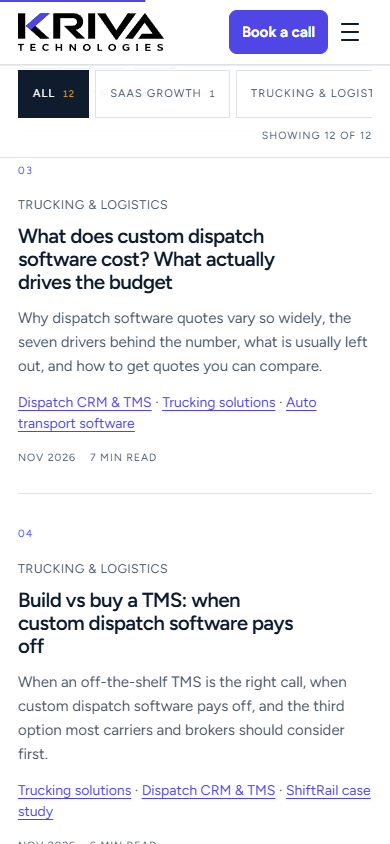 KRIVA
TECHNOLOGIES
Book a call
ALL 12
SAAS GROWTH 1
TRUCKING & LOGIST
SHOWING 12 OF 12
03
TRUCKING & LOGISTICS
What does custom dispatch
software cost? What actually
drives the budget
Why dispatch software quotes vary so widely, the
seven drivers behind the number, what is usually left
out, and how to get quotes you can compare.
Dispatch CRM & TMS · Trucking solutions · Auto
transport software
NOV 2026 7 MIN READ
04
TRUCKING & LOGISTICS
Build vs buy a TMS: when
custom dispatch software pays
off
When an off-the-shelf TMS is the right call, when
custom dispatch software pays off, and the third
option most carriers and brokers should consider
first.
Trucking solutions · Dispatch CRM & TMS · ShiftRail case
study